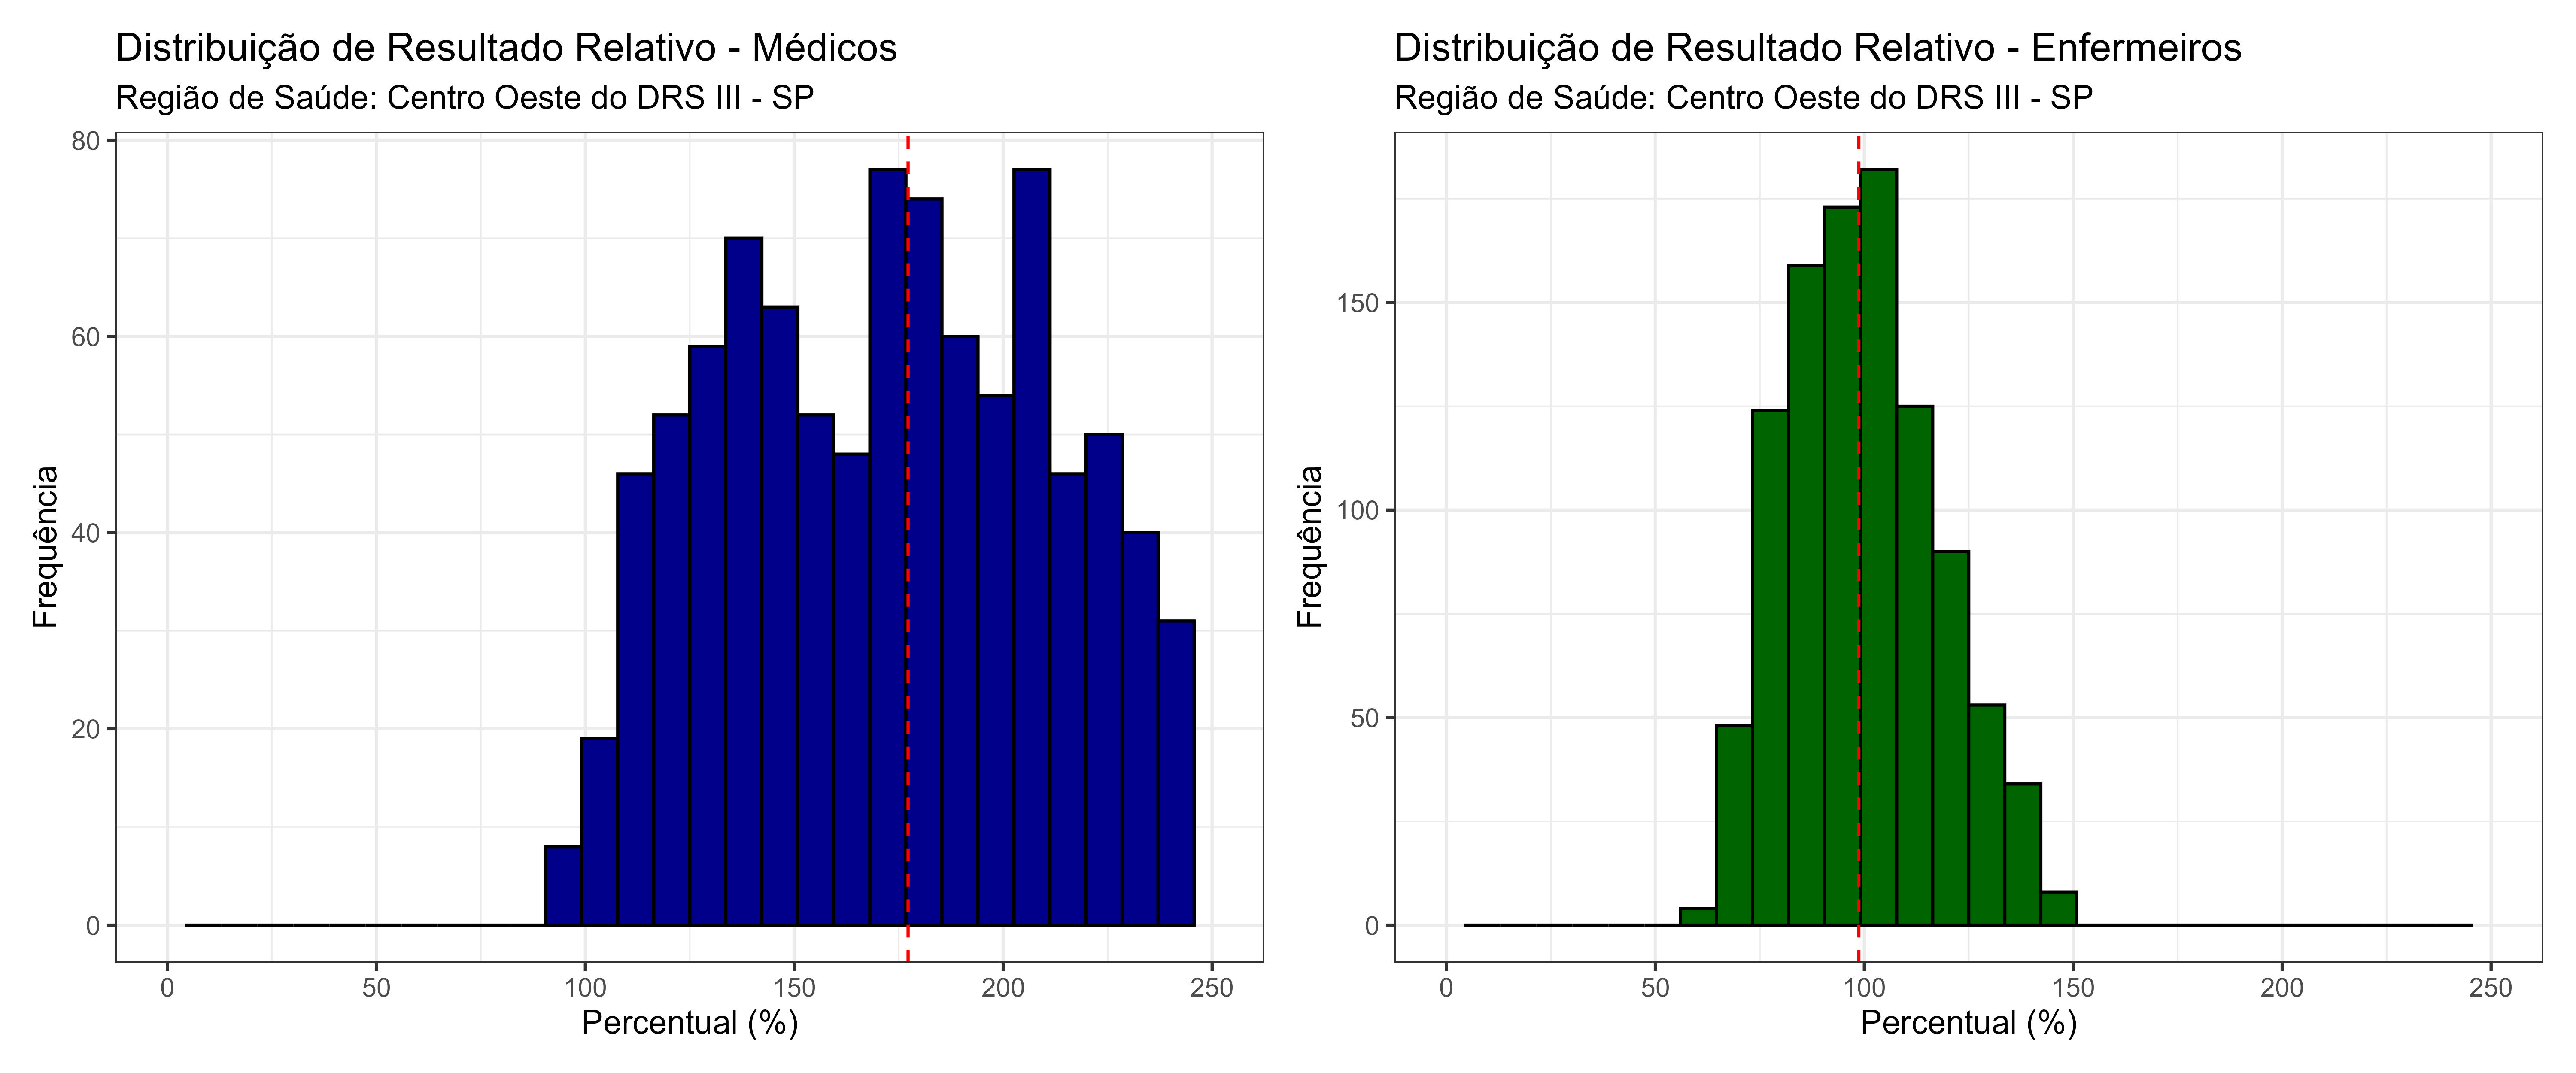 Distribuição de Resultado Relativo - Médicos
Região de Saúde: Centro Oeste do DRS III - SP
80
60
40
20
0
Frequência
0 50 100 150 200 250
Percentual (%)
Distribuição de Resultado Relativo - Enfermeiros
Região de Saúde: Centro Oeste do DRS III - SP
150
100
50
0
Frequência
0 50 100 150 200 250
Percentual (%)